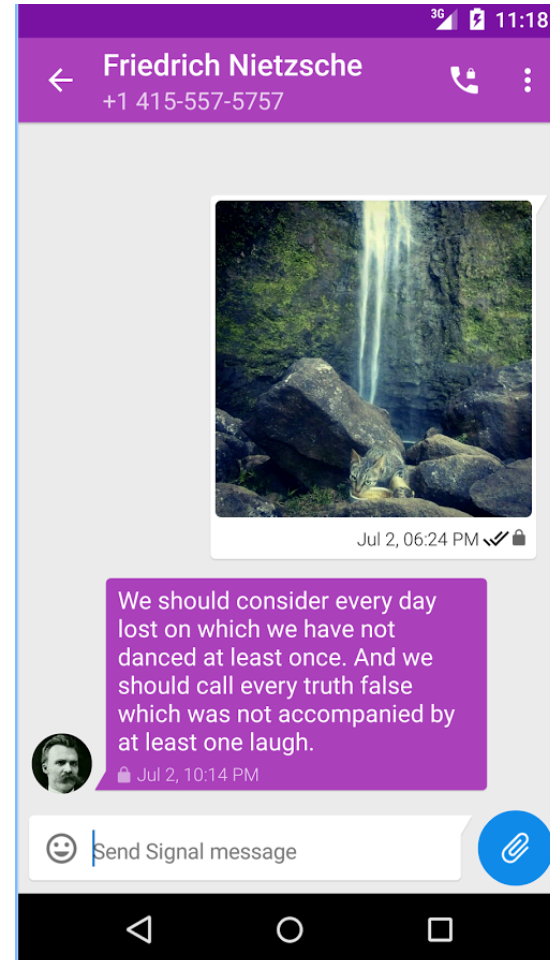 3G 11:18
Friedrich Nietzsche
+1 415-557-5757
Jul 2, 06:24 PM
We should consider every day
lost on which we have not
danced at least once. And we
should call every truth false
which was not accompanied by
at least one laugh.
Jul 2, 10:14 PM
Send Signal message